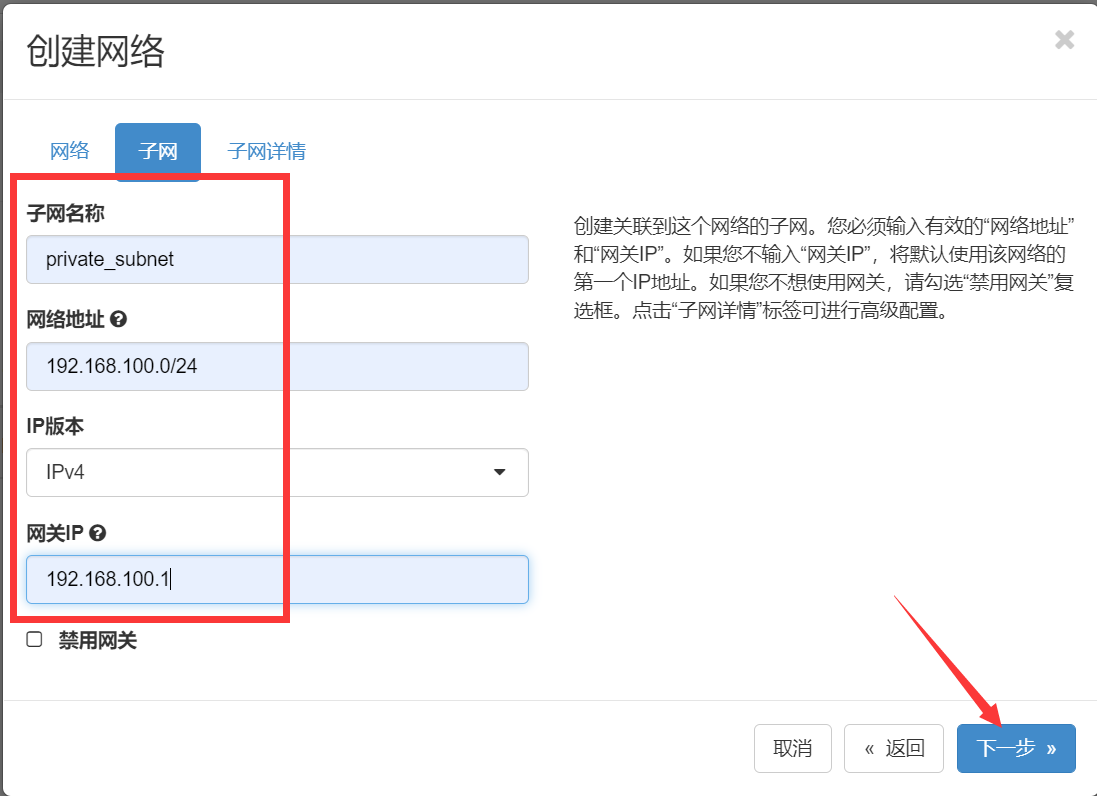 创建网络
网络 子网 子网详情
子网名称
private_subnet
网络地址
192.168.100.0/24
IP版本
IPv4
网关IP
192.168.100.1
禁用网关
创建关联到这个网络的子网。您必须输入有效的“网络地址”
和“网关IP”。如果您不输入“网关IP”，将默认使用该网络的
第一个IP地址。如果您不想使用网关，请勾选“禁用网关”复
选框。点击“子网详情”标签可进行高级配置。
取消 « 返回 下一步 »